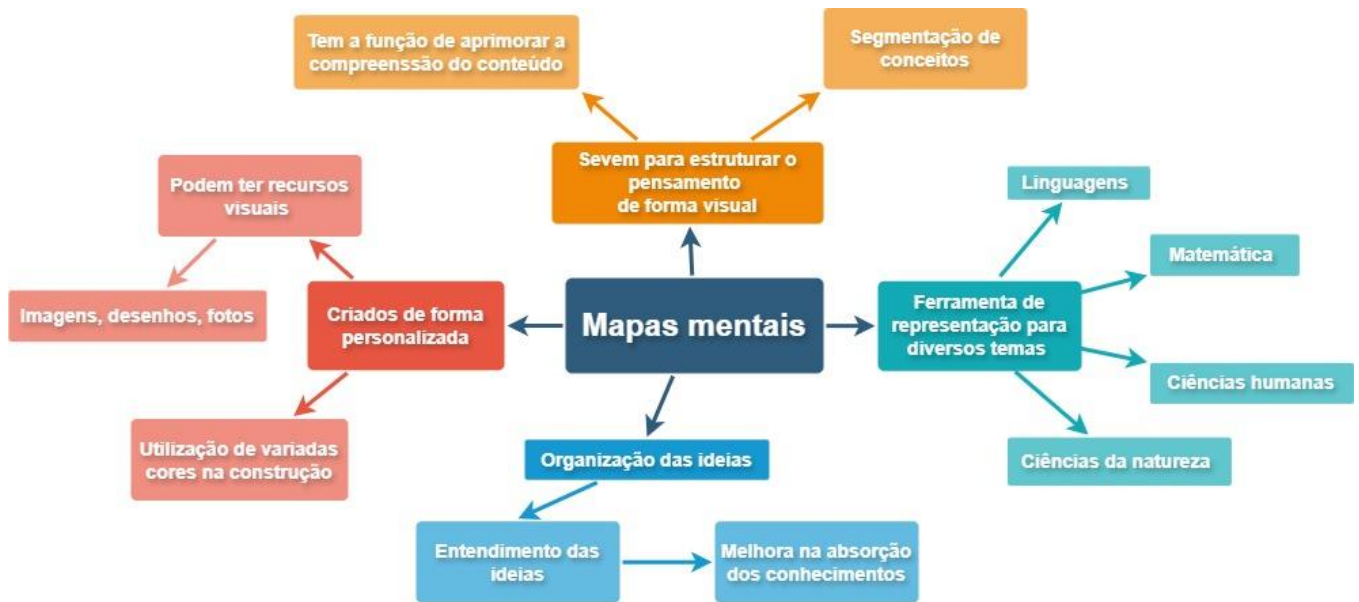 Tem a função de aprimorar a
compreenssão do conteúdo
Segmentação de
conceitos
Sevem para estruturar o
pensamento
de forma visual
Podem ter recursos
visuais
Linguagens
Matemática
Imagens, desenhos, fotos
Criados de forma
personalizada
Mapas mentais
Ferramenta de
representação para
diversos temas
Ciências humanas
Utilização de variadas
cores na construção
Organização das ideias
Ciências da natureza
Entendimento das
ideias
Melhora na absorção
dos conhecimentos